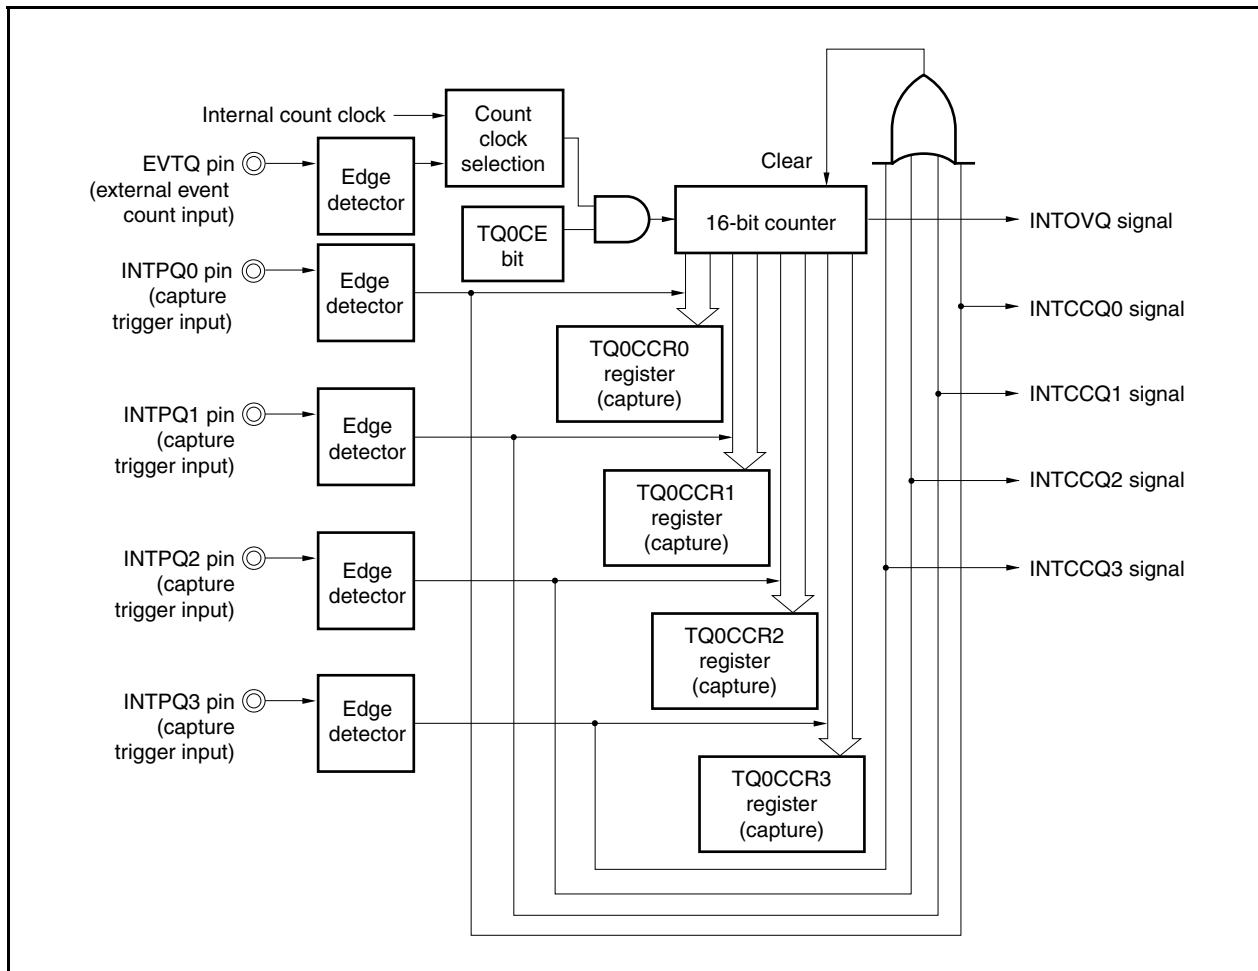 Internal count clock
EVTQ pin
(external event
count input)
Edge
detector
Count
clock
selection
TQ0CE
bit
Clear
16-bit counter
INTOVQ signal
INTPQ0 pin
(capture
trigger input)
Edge
detector
TQ0CCR0
register
(capture)
INTCCQ0 signal
INTPQ1 pin
(capture
trigger input)
Edge
detector
TQ0CCR1
register
(capture)
INTCCQ1 signal
INTPQ2 pin
(capture
trigger input)
Edge
detector
TQ0CCR2
register
(capture)
INTCCQ2 signal
INTPQ3 pin
(capture
trigger input)
Edge
detector
TQ0CCR3
register
(capture)
INTCCQ3 signal